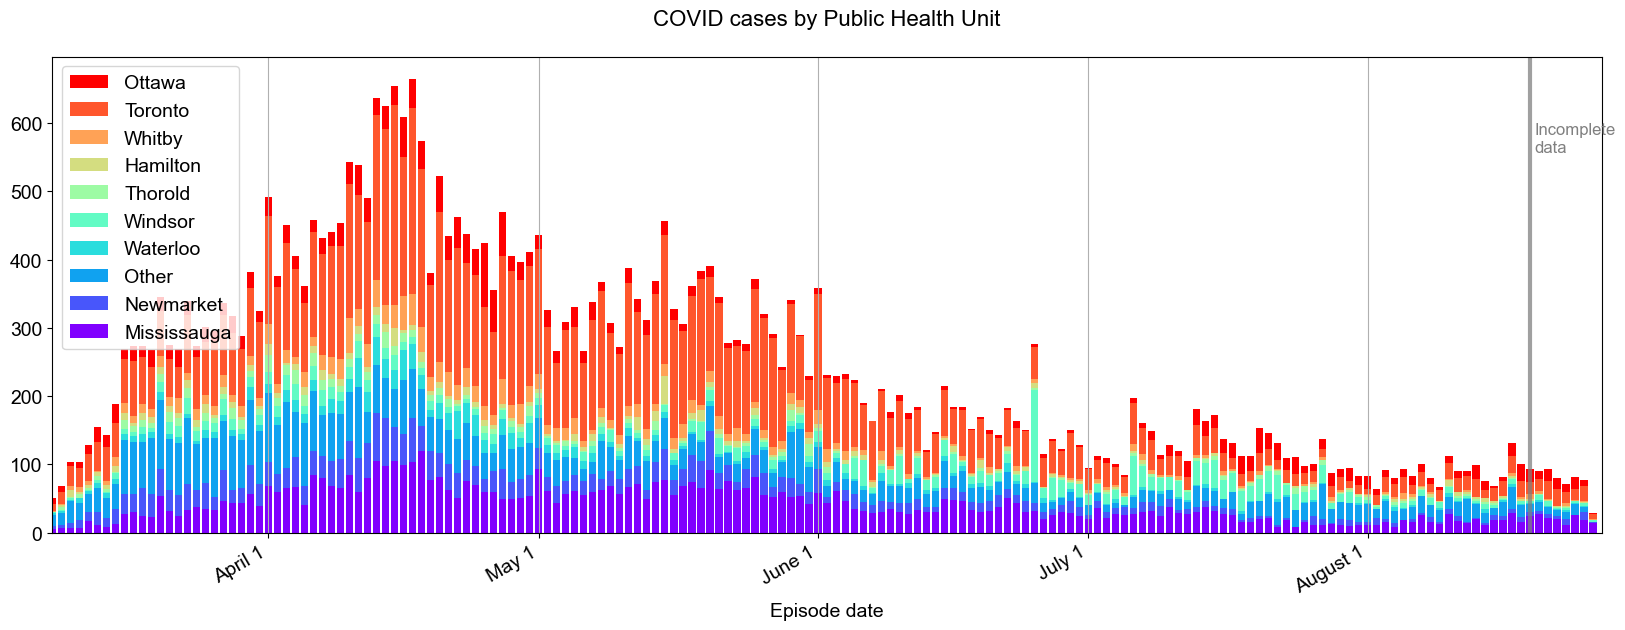 COVID cases by Public Health Unit
600
500
400
300
200
100
0
Ottawa
Toronto
Whitby
Hamilton
Thorold
Windsor
Waterloo
Other
Newmarket
Mississauga
Incomplete
data
April 1
May 1
June 1
July 1
August 1
Episode date